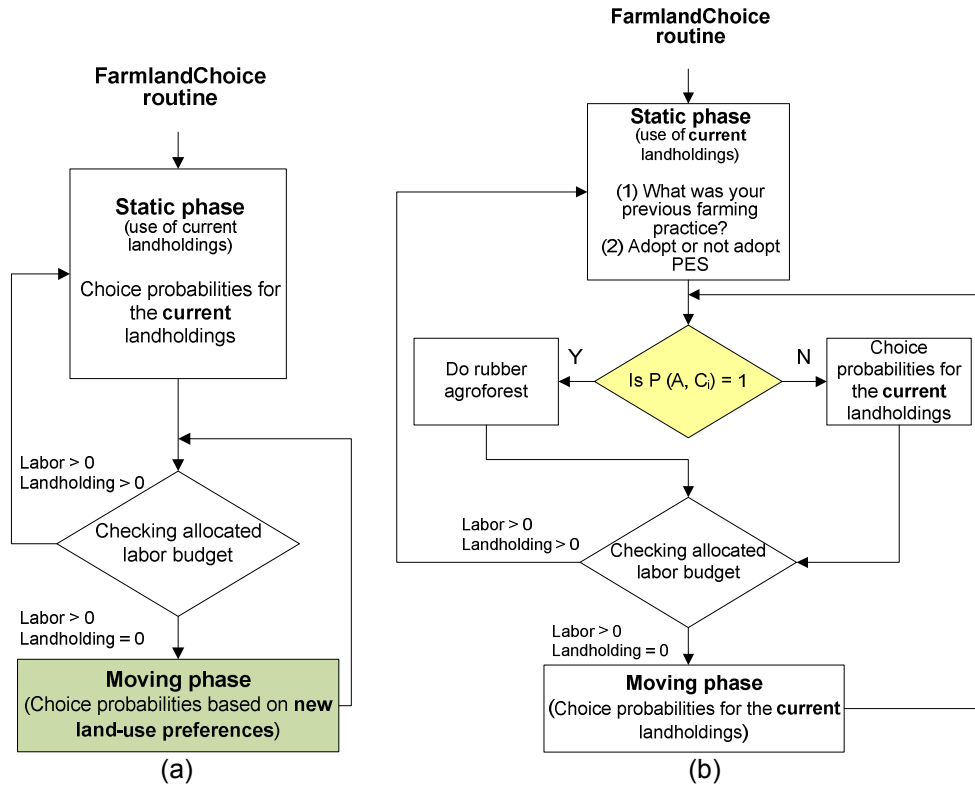 FarmlandChoice
routine
Static phase
(use of current
landholdings)
Choice probabilities for
the current
landholdings
Labor > 0
Landholding > 0
Checking allocated
labor budget
Labor > 0
Landholding = 0
Moving phase
(Choice probabilities based on new
land-use preferences)
(a)
FarmlandChoice
routine
Static phase
(use of current
landholdings)
(1) What was your
previous farming
practice?
(2) Adopt or not adopt
PES
Do rubber
agroforest
Y
Is P (A, Cᵢ) = 1
N
Choice
probabilities for
the current
landholdings
Labor > 0
Landholding > 0
Checking allocated
labor budget
Labor > 0
Landholding = 0
Moving phase
(Choice probabilities for the current
landholdings)
(b)